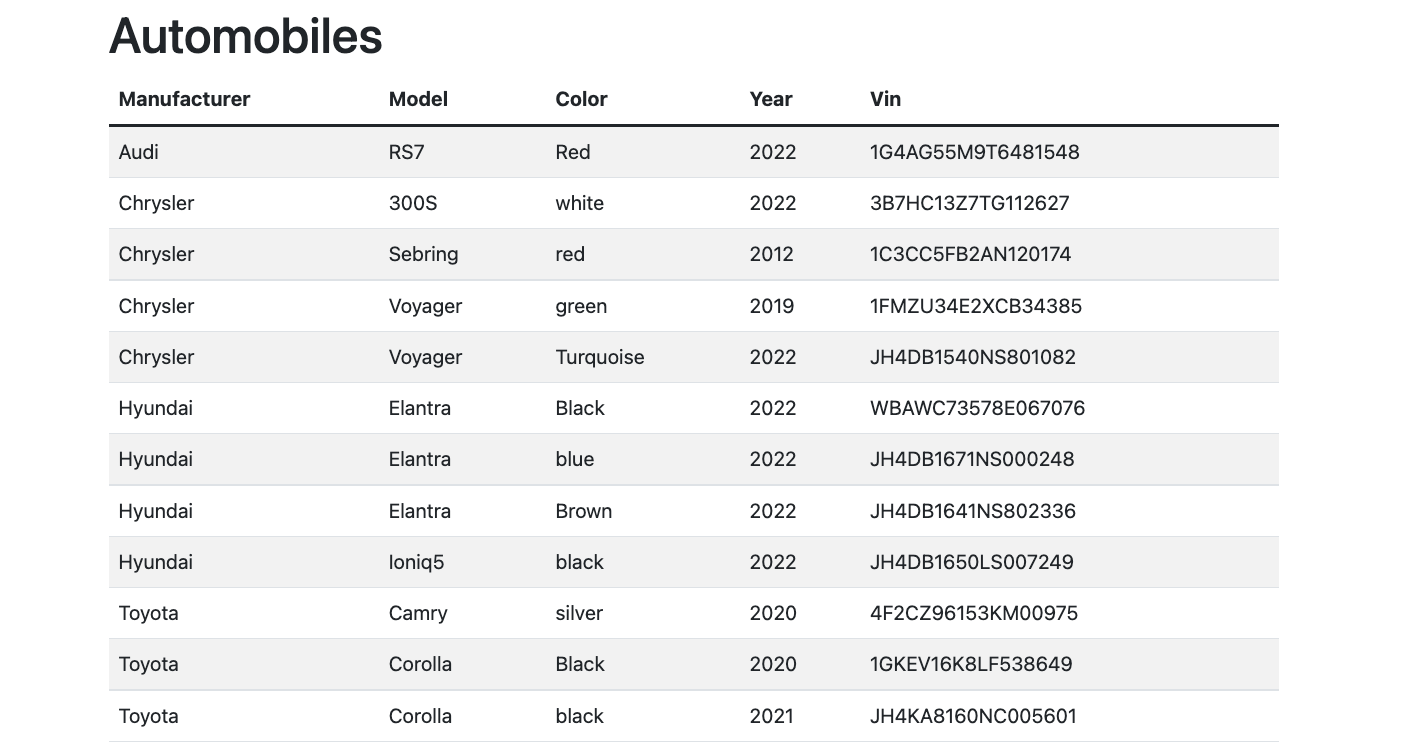 Automobiles
Manufacturer Model Color Year Vin
Audi RS7 Red 2022 1G4AG55M9T6481548
Chrysler 300S white 2022 3B7HC13Z7TG112627
Chrysler Sebring red 2012 1C3CC5FB2AN120174
Chrysler Voyager green 2019 1FMZU34E2XCB34385
Chrysler Voyager Turquoise 2022 JH4DB1540NS801082
Hyundai Elantra Black 2022 WBAWC73578E067076
Hyundai Elantra blue 2022 JH4DB1671NS000248
Hyundai Elantra Brown 2022 JH4DB1641NS802336
Hyundai Ioniq5 black 2022 JH4DB1650LS007249
Toyota Camry silver 2020 4F2CZ96153KM00975
Toyota Corolla Black 2020 1GKEV16K8LF538649
Toyota Corolla black 2021 JH4KA8160NC005601